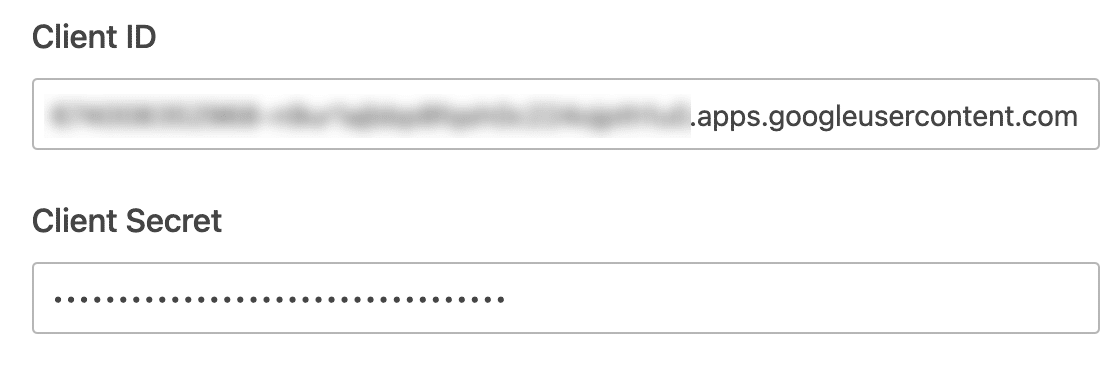 Client ID
.apps.googleusercontent.com
Client Secret
•••••••••••••••••••••••••••••••••••